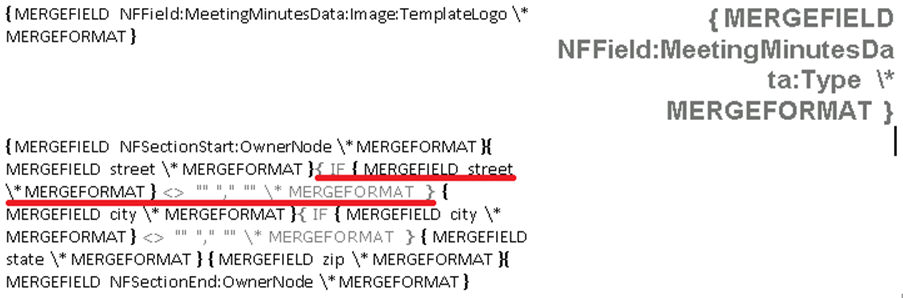 { MERGEFIELD NFField:MeetingMinutesData:Image:TemplateLogo \*
MERGEFORMAT }
{ MERGEFIELD
NFField:MeetingMinutesDa
ta:Type \*
MERGEFORMAT }
{ MERGEFIELD NFSectionStart:OwnerNode \* MERGEFORMAT }{
MERGEFIELD street \* MERGEFORMAT }{ IF { MERGEFIELD street
\* MERGEFORMAT } <> "" "," "" \* MERGEFORMAT } {
MERGEFIELD city \* MERGEFORMAT }{ IF { MERGEFIELD city \*
MERGEFORMAT } <> "" "," "" \* MERGEFORMAT } { MERGEFIELD
state \* MERGEFORMAT } { MERGEFIELD zip \* MERGEFORMAT }{
MERGEFIELD NFSectionEnd:OwnerNode \* MERGEFORMAT }